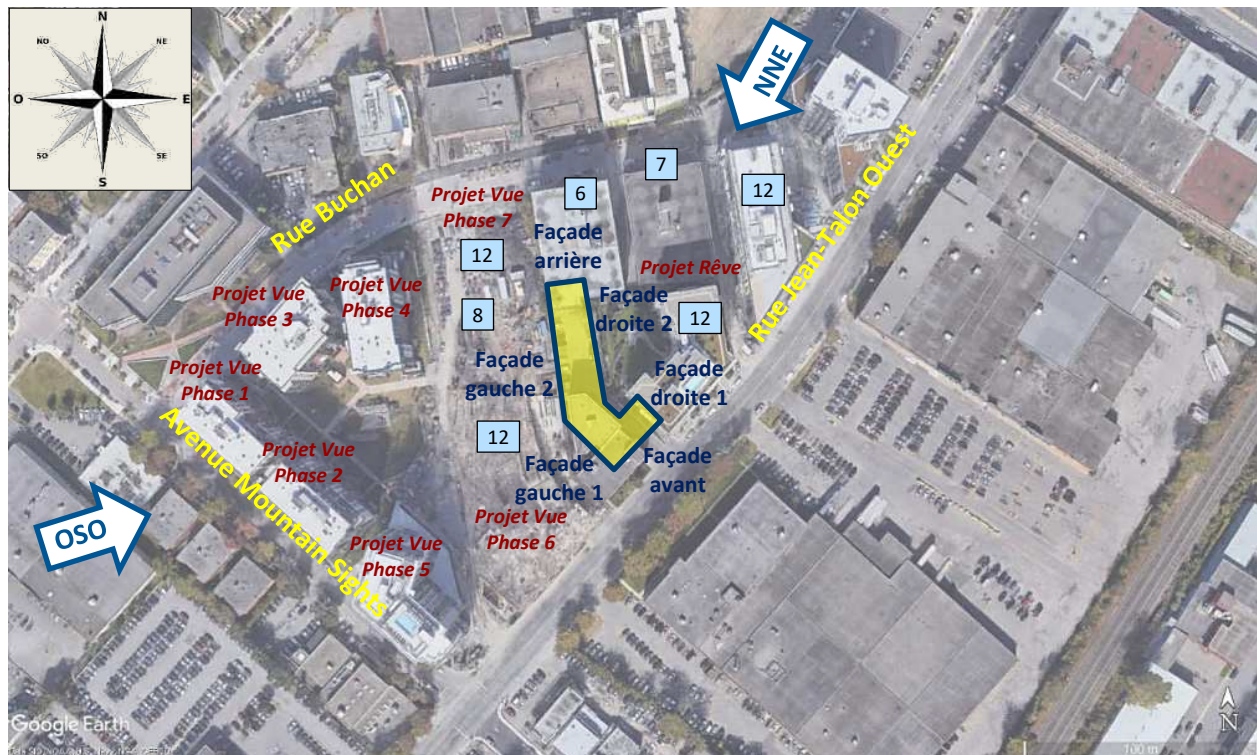 N
NO
NE
O
E
SO
SE
S
NNE
Rue Buchan
Rue Jean-Talon Ouest
Avenue Mountain Sights
OSO
Projet Vue
Phase 7
6
7
12
12
8
12
12
Façade
arrière
Projet Rêve
Façade
droite 2
Façade
droite 1
Façade
gauche 2
Façade
gauche 1
Façade
avant
Projet Vue
Phase 3
Projet Vue
Phase 4
Projet Vue
Phase 1
Projet Vue
Phase 2
Projet Vue
Phase 5
Projet Vue
Phase 6
Google Earth
N
100 m